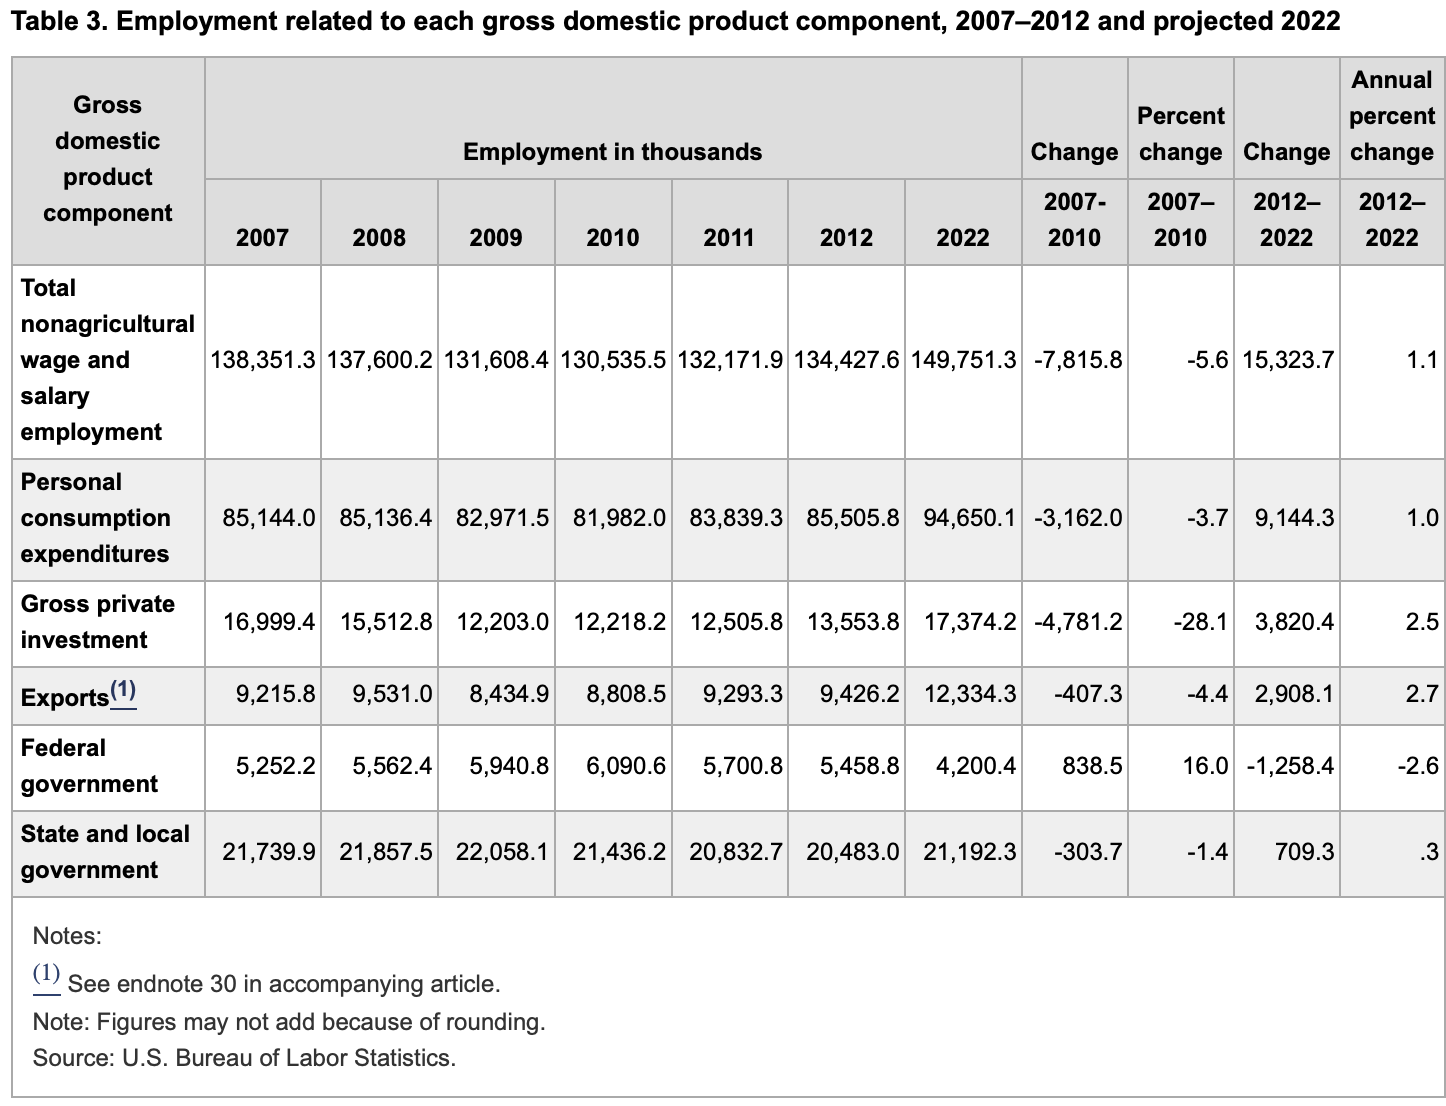 Table 3. Employment related to each gross domestic product component, 2007–2012 and projected 2022
Gross
domestic
product
component
Employment in thousands
Change
Percent
change
Change
Annual
percent
change
2007
2008
2009
2010
2011
2012
2022
2007-
2010
2007–
2010
2012–
2022
2012–
2022
Total
nonagricultural
wage and
salary
employment
138,351.3 137,600.2 131,608.4 130,535.5 132,171.9 134,427.6 149,751.3 -7,815.8 -5.6 15,323.7 1.1
Personal
consumption
expenditures
85,144.0 85,136.4 82,971.5 81,982.0 83,839.3 85,505.8 94,650.1 -3,162.0 -3.7 9,144.3 1.0
Gross private
investment
16,999.4 15,512.8 12,203.0 12,218.2 12,505.8 13,553.8 17,374.2 -4,781.2 -28.1 3,820.4 2.5
Exports(1) 9,215.8 9,531.0 8,434.9 8,808.5 9,293.3 9,426.2 12,334.3 -407.3 -4.4 2,908.1 2.7
Federal
government
5,252.2 5,562.4 5,940.8 6,090.6 5,700.8 5,458.8 4,200.4 838.5 16.0 -1,258.4 -2.6
State and local
government
21,739.9 21,857.5 22,058.1 21,436.2 20,832.7 20,483.0 21,192.3 -303.7 -1.4 709.3 .3
Notes:
(1) See endnote 30 in accompanying article.
Note: Figures may not add because of rounding.
Source: U.S. Bureau of Labor Statistics.